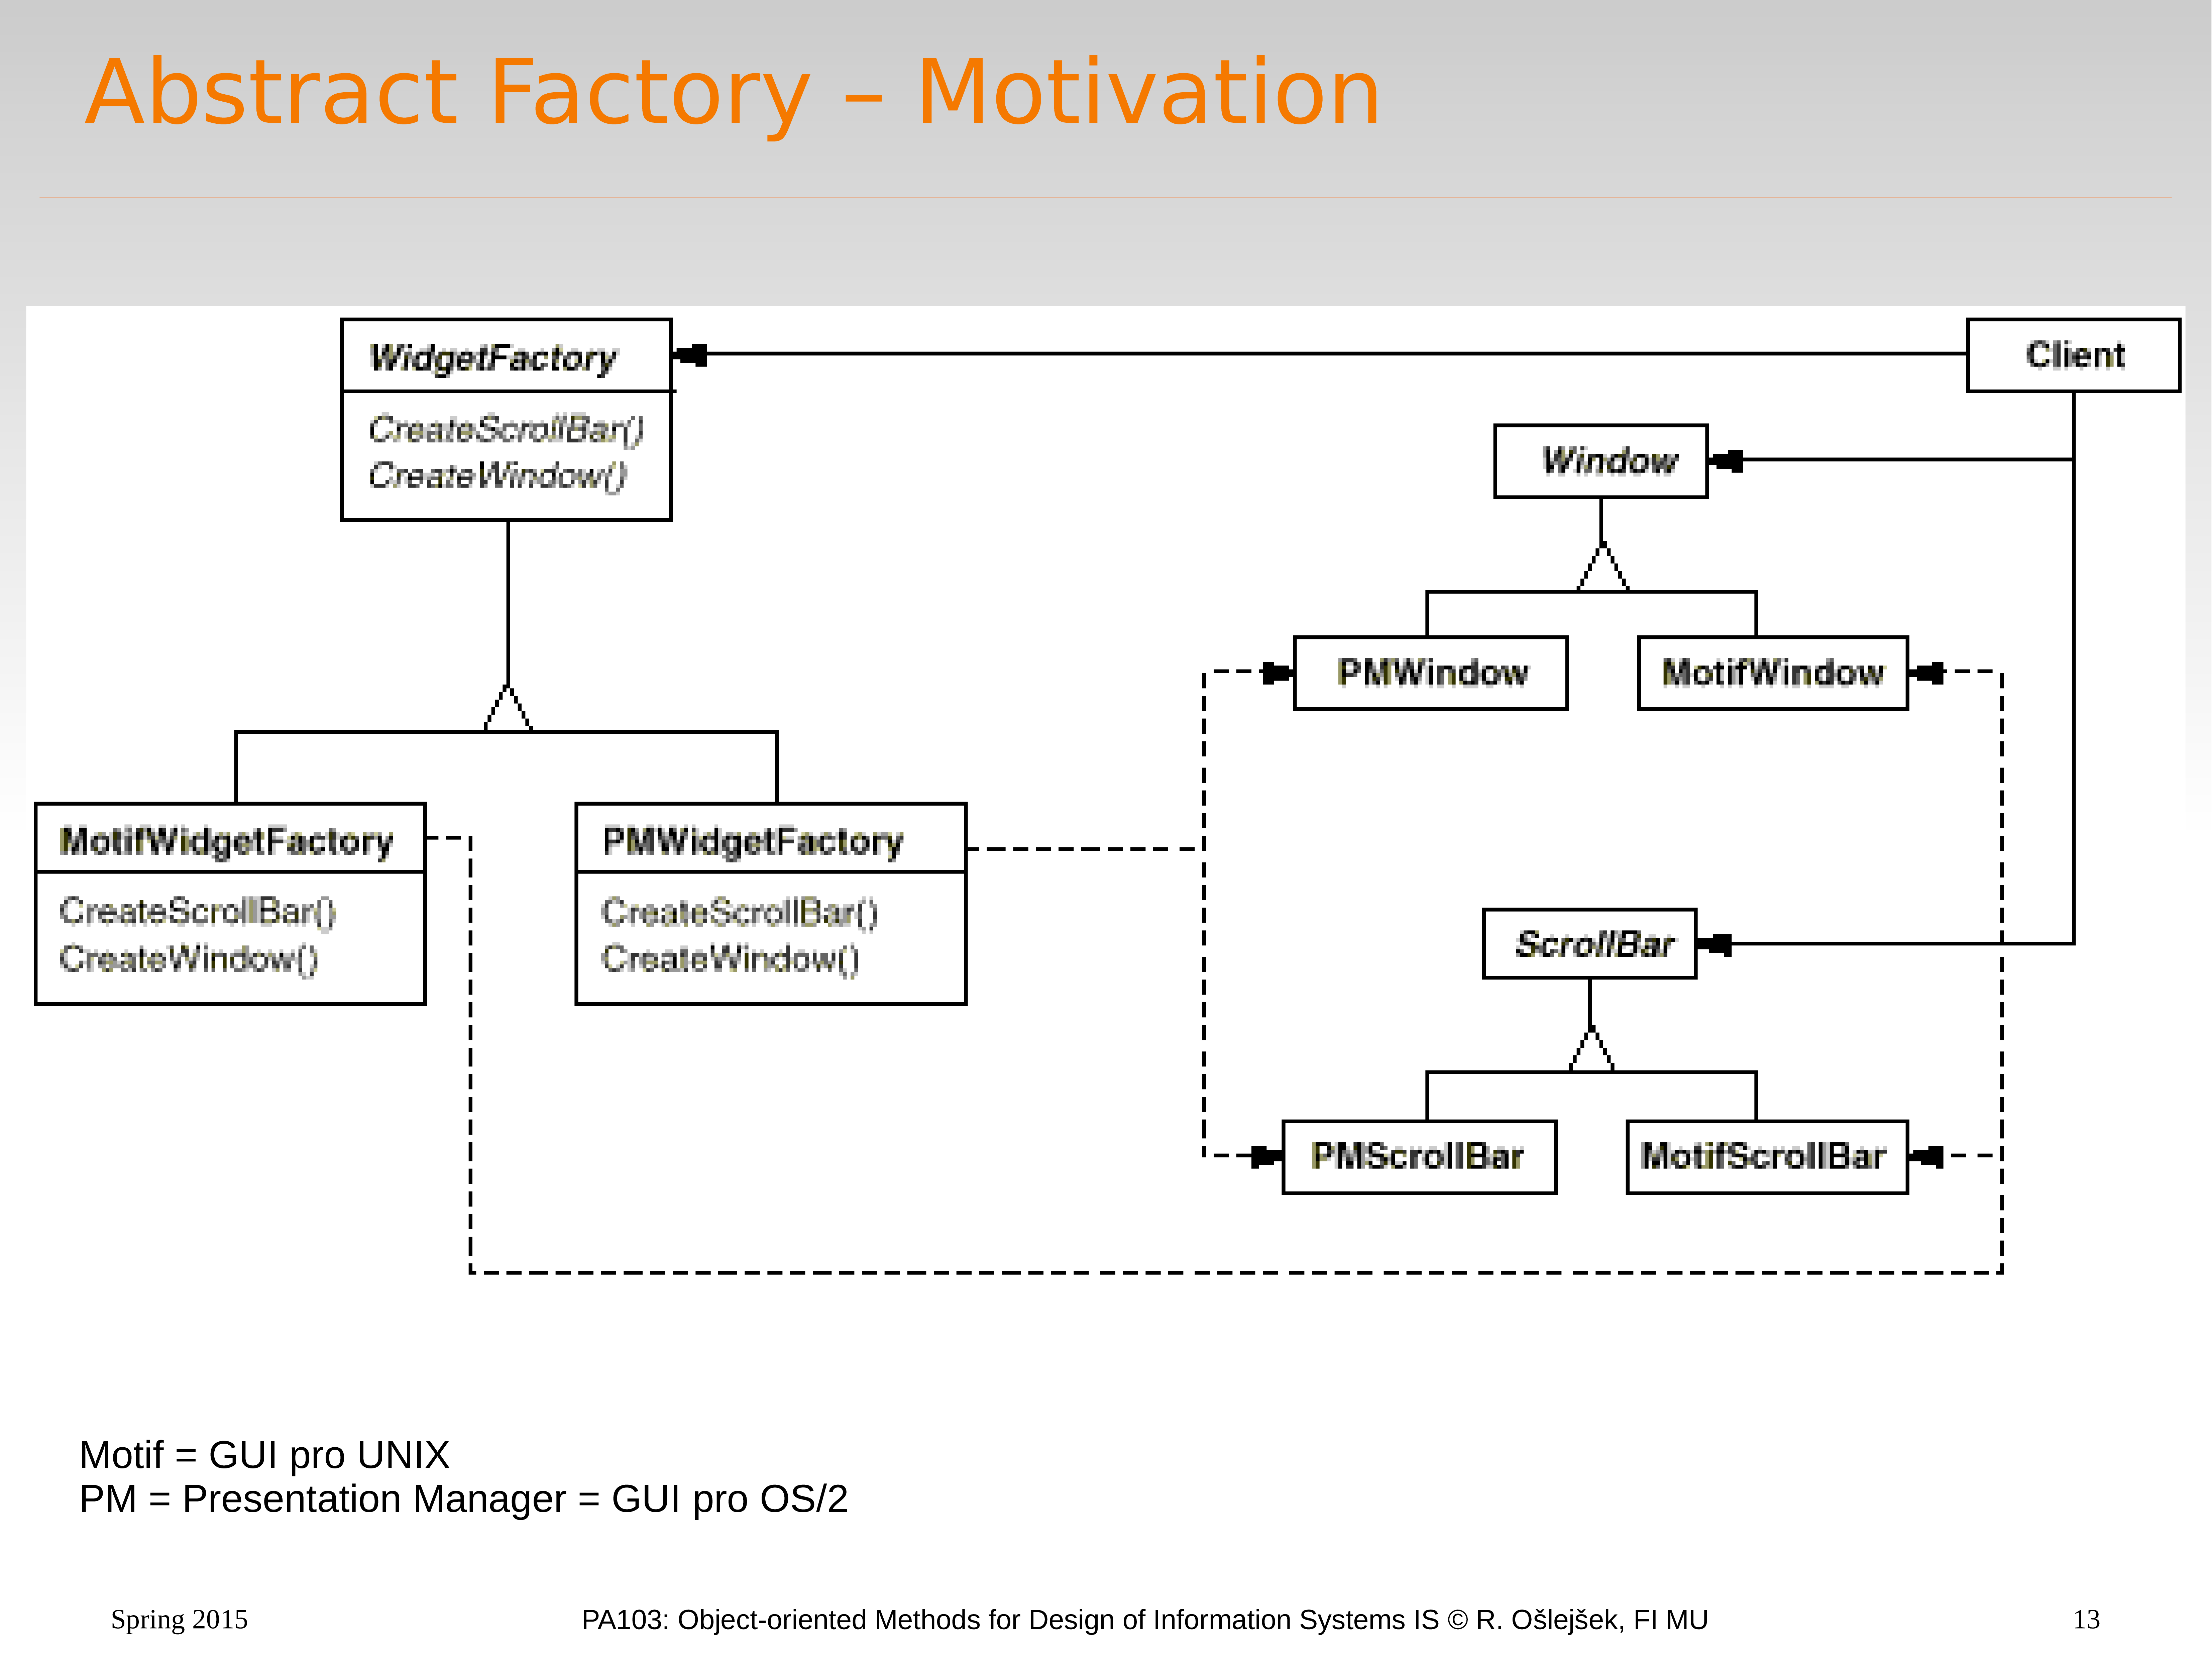 Abstract Factory – Motivation
WidgetFactory
CreateScrollBar()
CreateWindow()
Client
Window
PMWindow
MotifWindow
MotifWidgetFactory
CreateScrollBar()
CreateWindow()
PMWidgetFactory
CreateScrollBar()
CreateWindow()
ScrollBar
PMScrollBar
MotifScrollBar
Motif = GUI pro UNIX
PM = Presentation Manager = GUI pro OS/2
Spring 2015
PA103: Object-oriented Methods for Design of Information Systems IS © R. Ošlejšek, FI MU
13